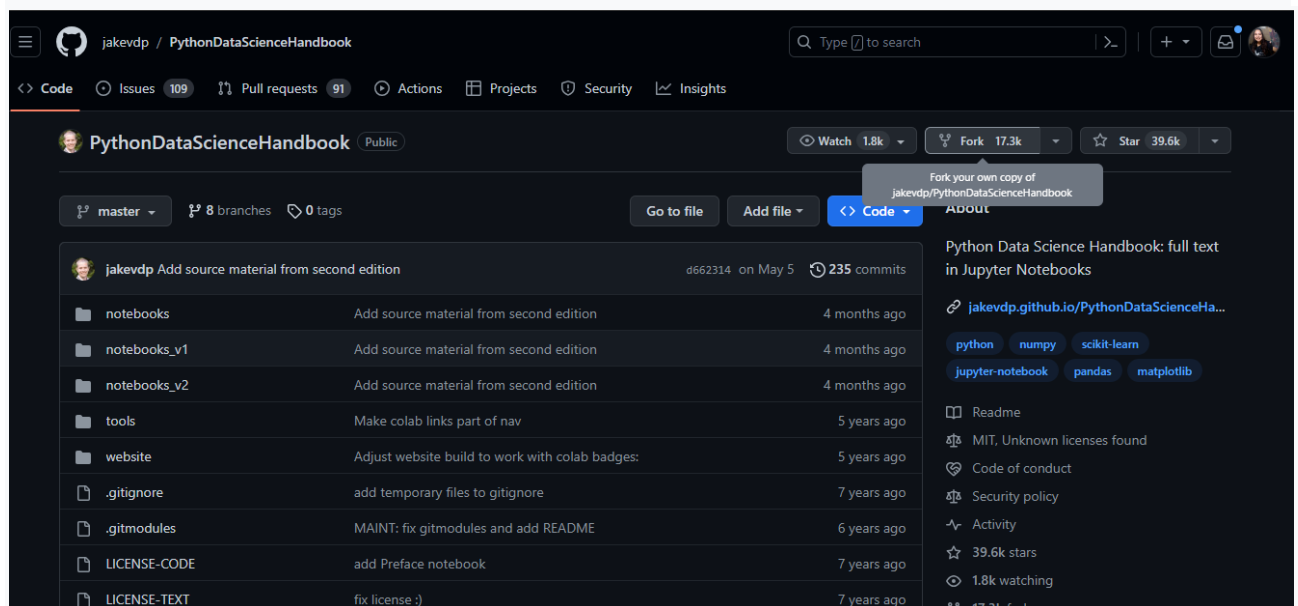 jakevdp / PythonDataScienceHandbook
Type / to search
<> Code Issues 109 Pull requests 91 Actions Projects Security Insights
PythonDataScienceHandbook Public
Watch 1.8k Fork 17.3k Star 39.6k
Fork your own copy of
jakevdp/PythonDataScienceHandbook
master 8 branches 0 tags
Go to file Add file <> Code
jakevdp Add source material from second edition d662314 on May 5 235 commits
notebooks Add source material from second edition 4 months ago
notebooks_v1 Add source material from second edition 4 months ago
notebooks_v2 Add source material from second edition 4 months ago
tools Make colab links part of nav 5 years ago
website Adjust website build to work with colab badges: 5 years ago
.gitignore add temporary files to gitignore 7 years ago
.gitmodules MAINT: fix gitmodules and add README 6 years ago
LICENSE-CODE add Preface notebook 7 years ago
LICENSE-TEXT fix license :) 7 years ago
About
Python Data Science Handbook: full text
in Jupyter Notebooks
jakevdp.github.io/PythonDataScienceHa...
python numpy scikit-learn
jupyter-notebook pandas matplotlib
Readme
MIT, Unknown licenses found
Code of conduct
Security policy
Activity
39.6k stars
1.8k watching